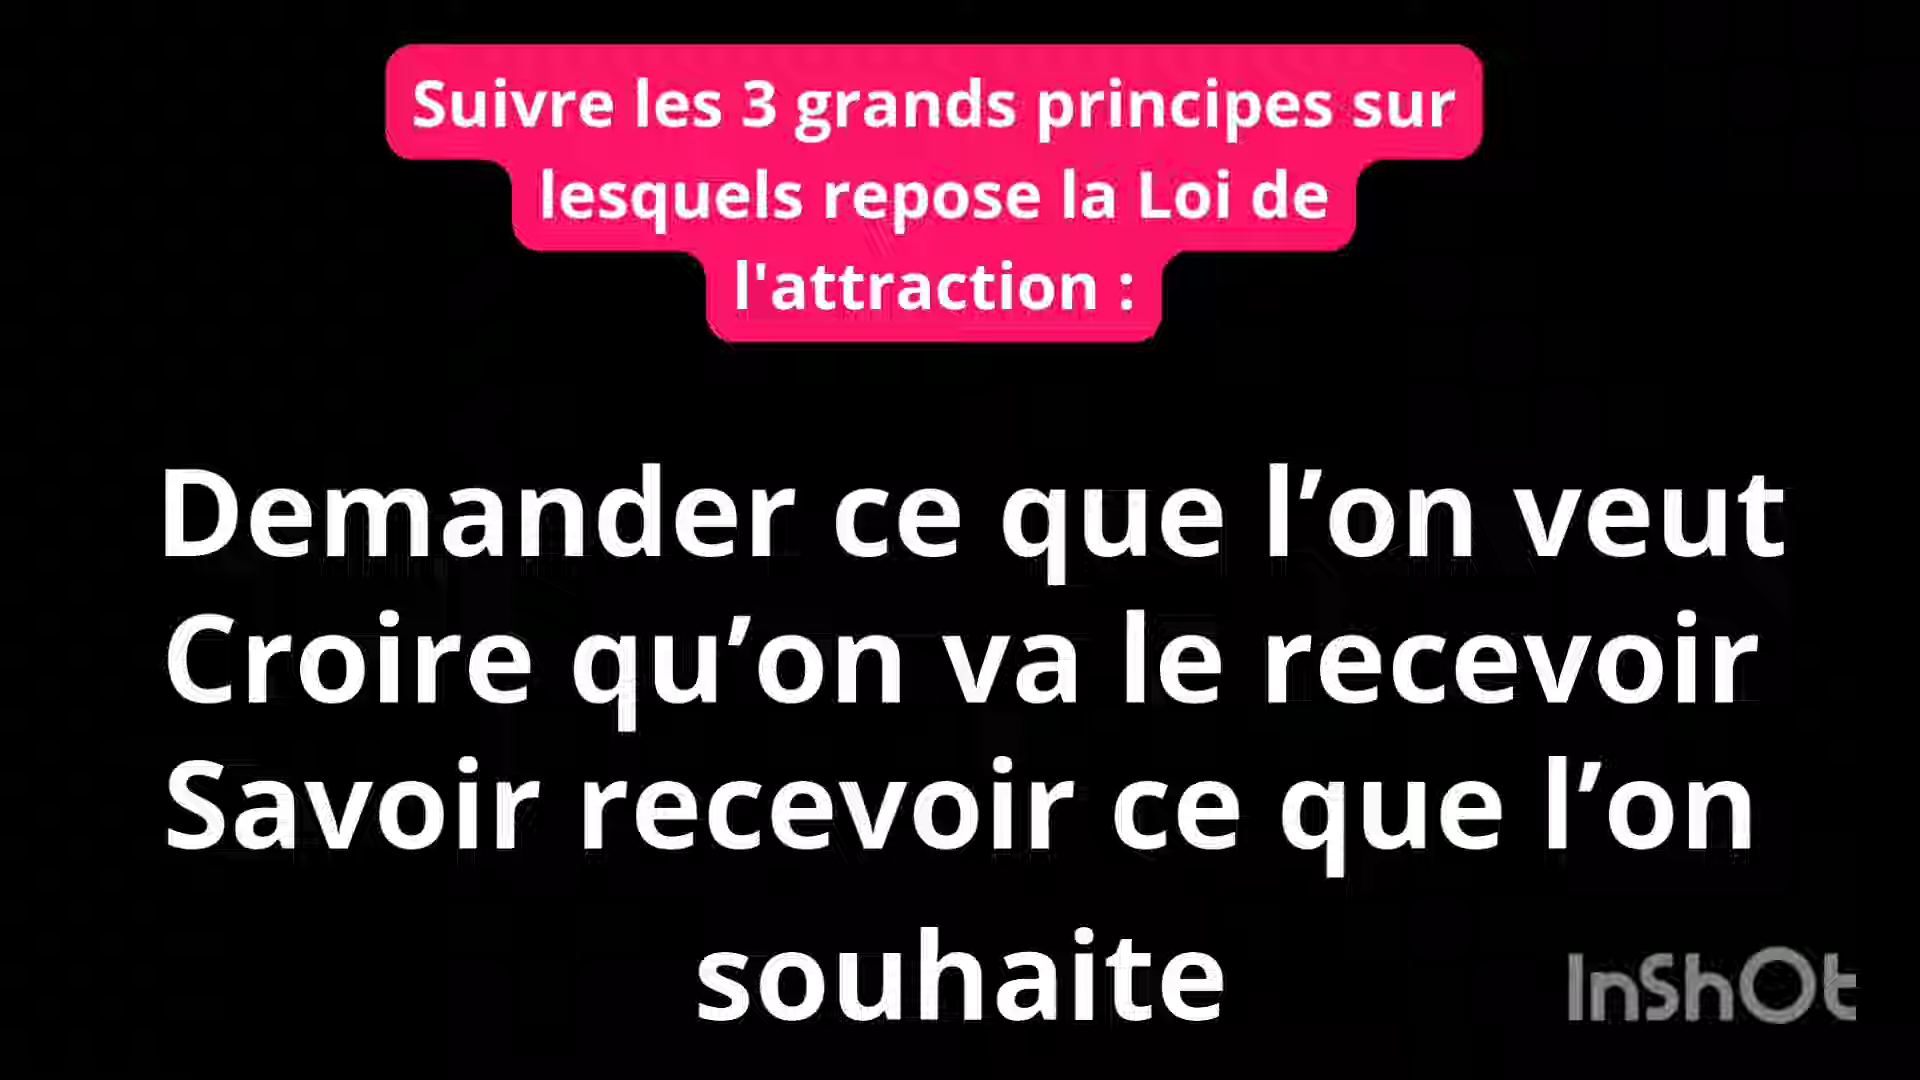 Suivre les 3 grands principes sur
lesquels repose la Loi de
l'attraction :
Demander ce que l’on veut
Croire qu’on va le recevoir
Savoir recevoir ce que l’on
souhaite
InShOt